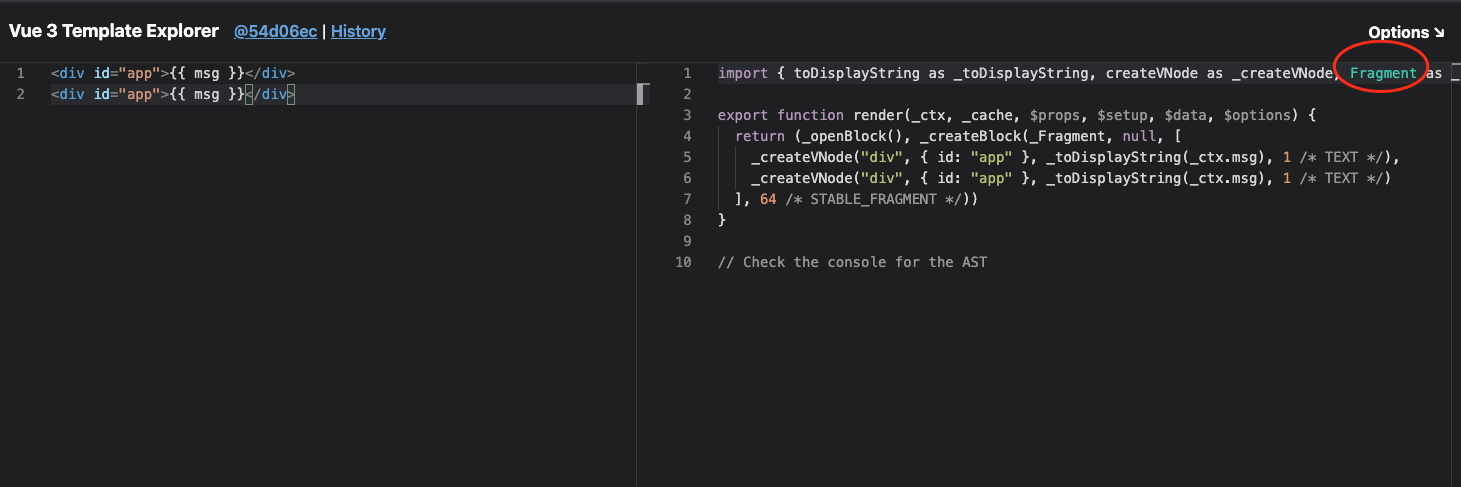 Vue 3 Template Explorer @54d06ec | History
Options ↘
1 <div id="app">{{ msg }}</div>
2 <div id="app">{{ msg }}</div>
1 import { toDisplayString as _toDisplayString, createVNode as _createVNode, Fragment as _
2
3 export function render(_ctx, _cache, $props, $setup, $data, $options) {
4 return (_openBlock(), _createBlock(_Fragment, null, [
5 _createVNode("div", { id: "app" }, _toDisplayString(_ctx.msg), 1 /* TEXT */),
6 _createVNode("div", { id: "app" }, _toDisplayString(_ctx.msg), 1 /* TEXT */)
7 ], 64 /* STABLE_FRAGMENT */))
8 }
9
10 // Check the console for the AST